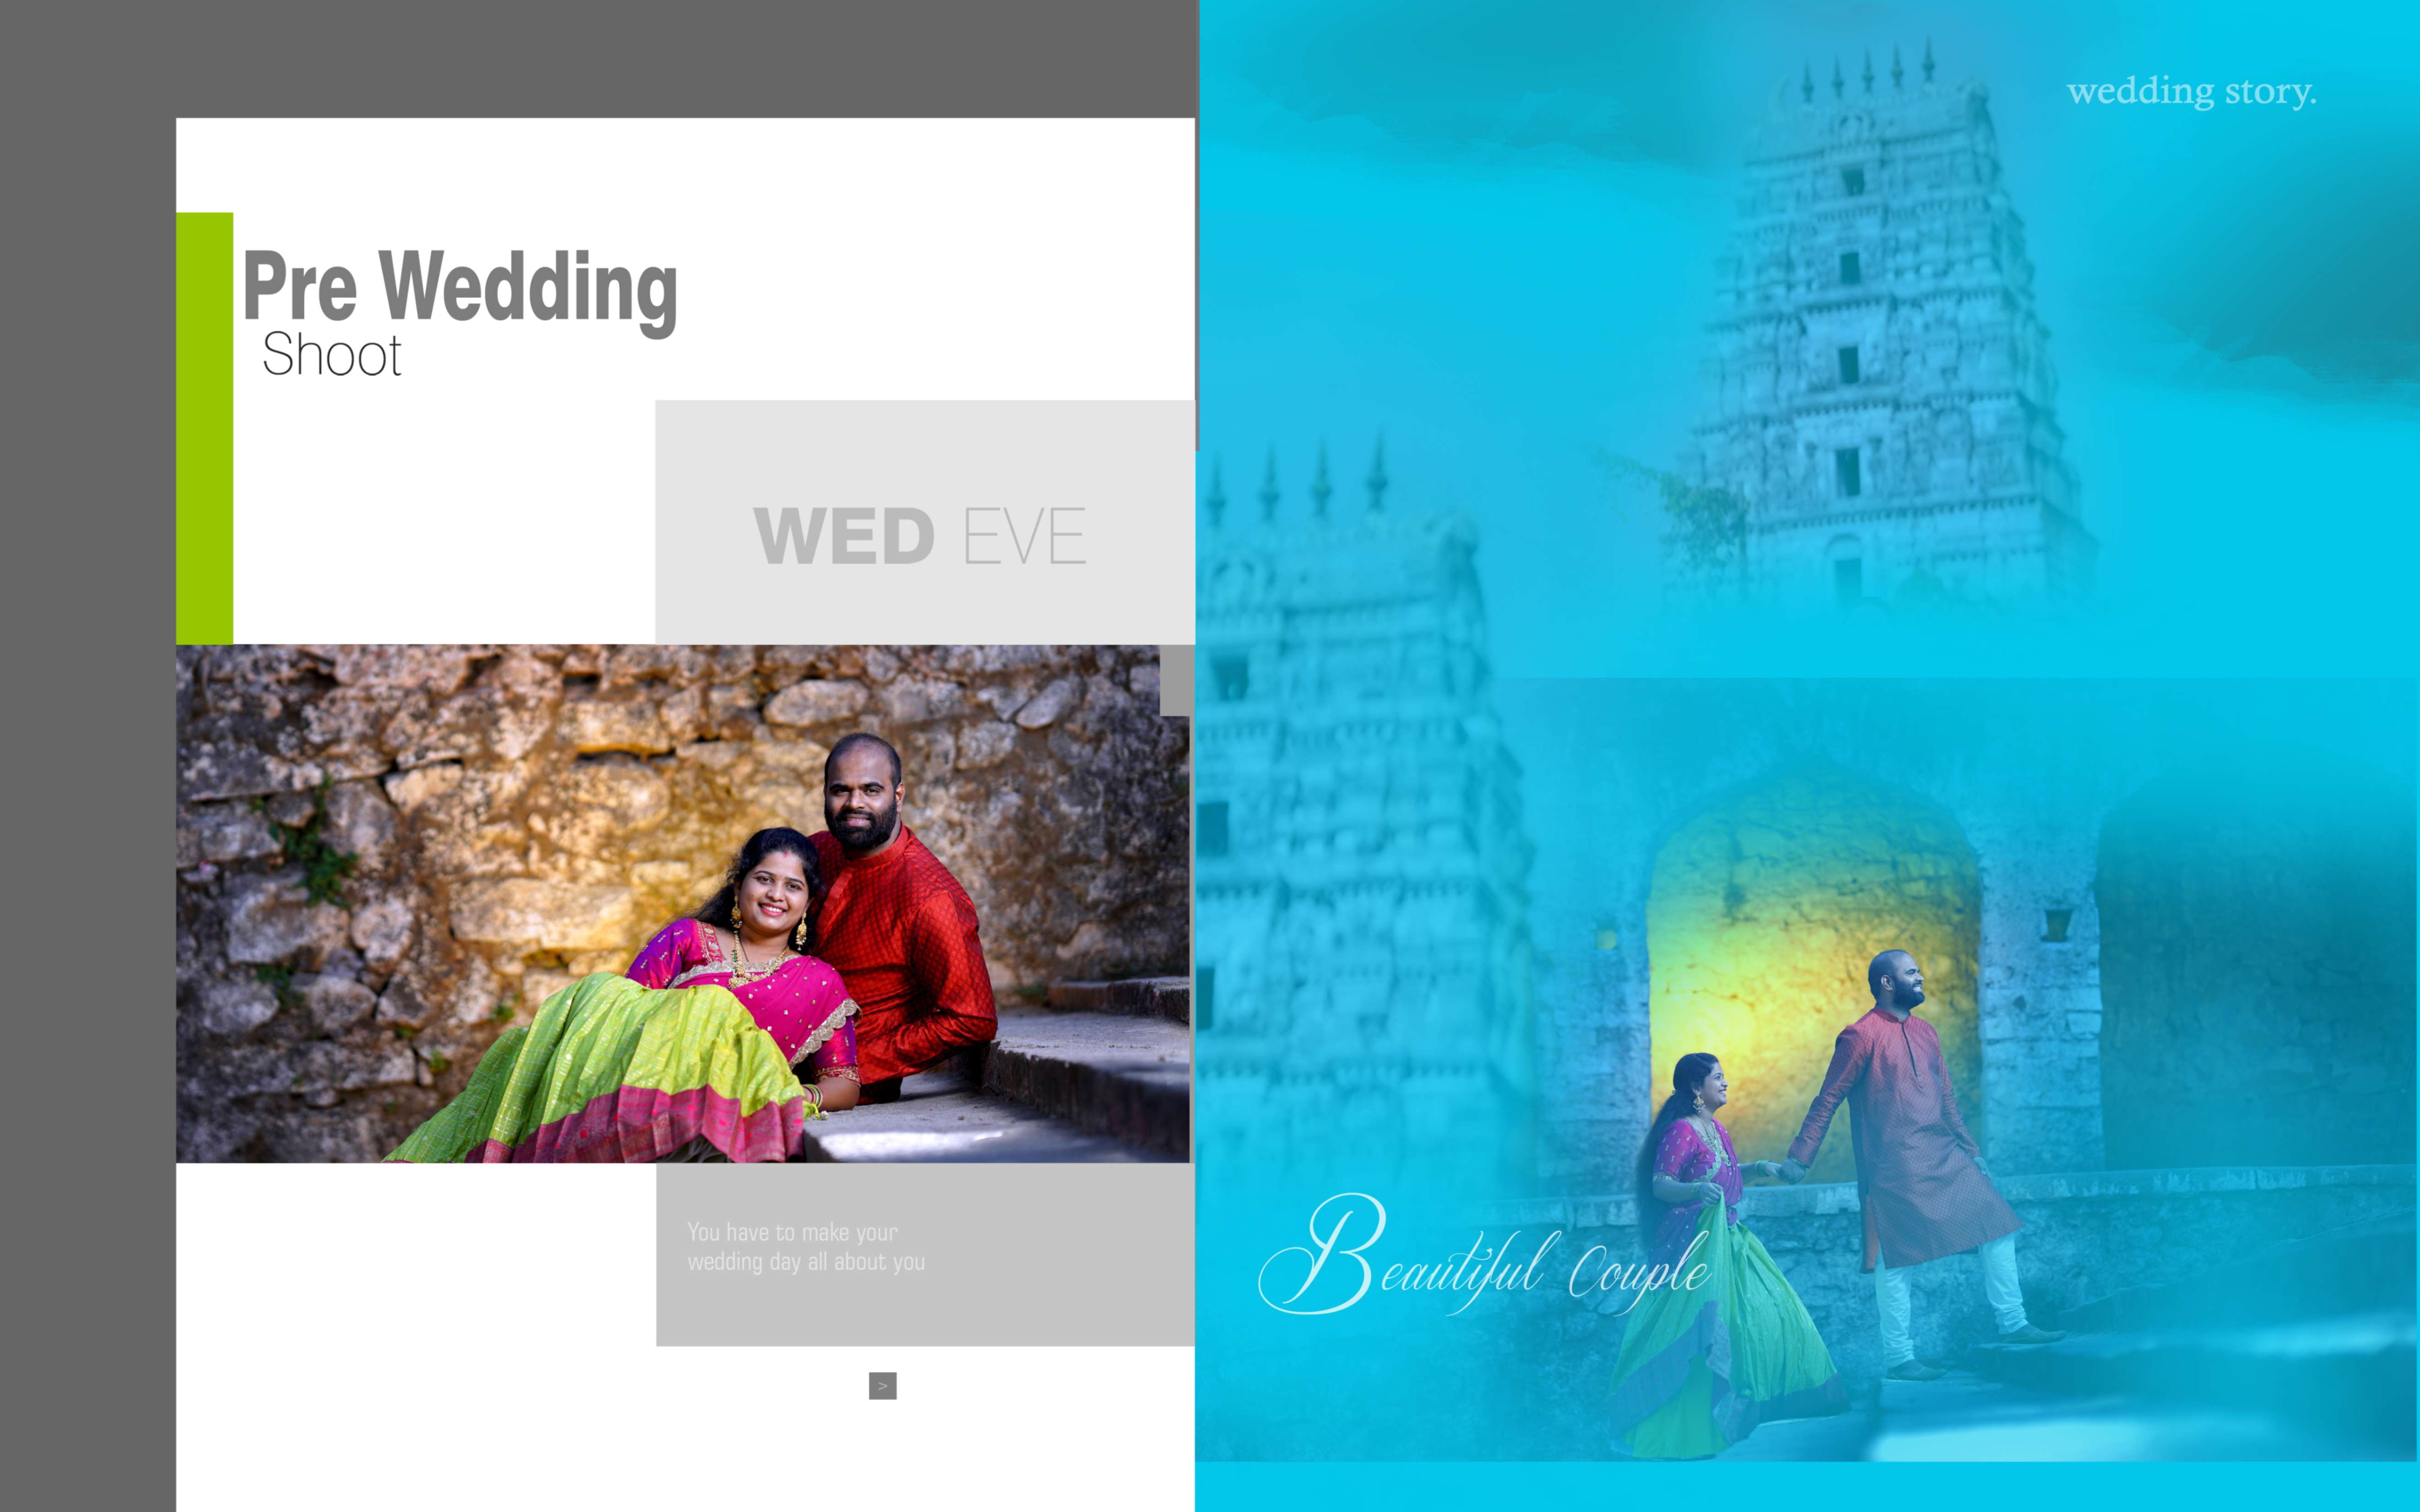 Pre Wedding
Shoot
WED EVE
You have to make your
wedding day all about you
>
wedding story.
Beautiful Couple